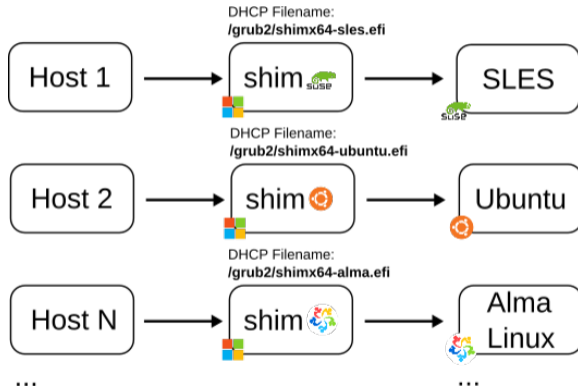 DHCP Filename:
/grub2/shimx64-sles.efi
Host 1
shim
SUSE
SLES
SUSE
DHCP Filename:
/grub2/shimx64-ubuntu.efi
Host 2
shim
Ubuntu
DHCP Filename:
/grub2/shimx64-alma.efi
Host N
shim
Alma
Linux
...
...